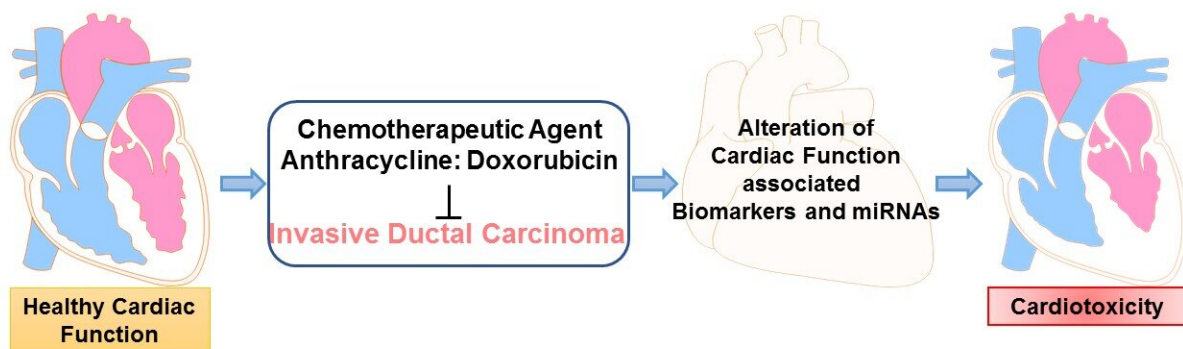 Healthy Cardiac
Function
Chemotherapeutic Agent
Anthracycline: Doxorubicin
Invasive Ductal Carcinoma
Alteration of
Cardiac Function
associated
Biomarkers and miRNAs
Cardiotoxicity